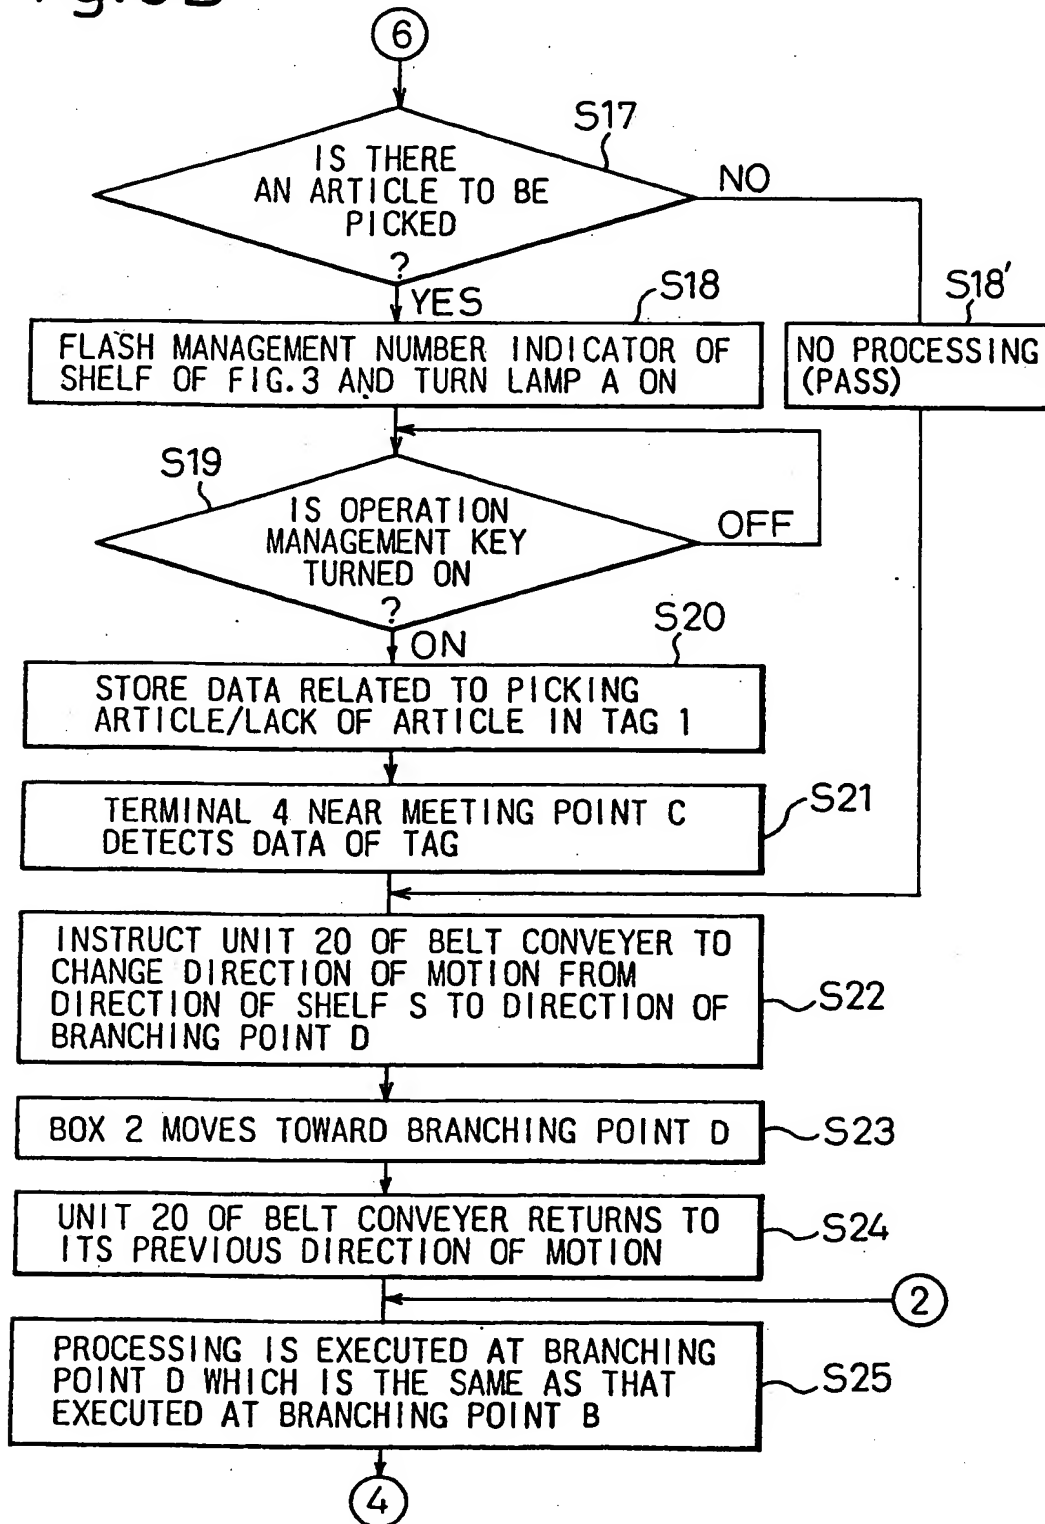 6
S17
IS THERE
AN ARTICLE TO BE
PICKED
?
NO
YES
S18
S18'
FLASH MANAGEMENT NUMBER INDICATOR OF
SHELF OF FIG.3 AND TURN LAMP A ON
NO PROCESSING
(PASS)
S19
IS OPERATION
MANAGEMENT KEY
TURNED ON
?
OFF
ON
S20
STORE DATA RELATED TO PICKING
ARTICLE/LACK OF ARTICLE IN TAG 1
TERMINAL 4 NEAR MEETING POINT C
DETECTS DATA OF TAG
S21
INSTRUCT UNIT 20 OF BELT CONVEYER TO
CHANGE DIRECTION OF MOTION FROM
DIRECTION OF SHELF S TO DIRECTION OF
BRANCHING POINT D
S22
BOX 2 MOVES TOWARD BRANCHING POINT D
S23
UNIT 20 OF BELT CONVEYER RETURNS TO
ITS PREVIOUS DIRECTION OF MOTION
S24
2
PROCESSING IS EXECUTED AT BRANCHING
POINT D WHICH IS THE SAME AS THAT
EXECUTED AT BRANCHING POINT B
S25
4